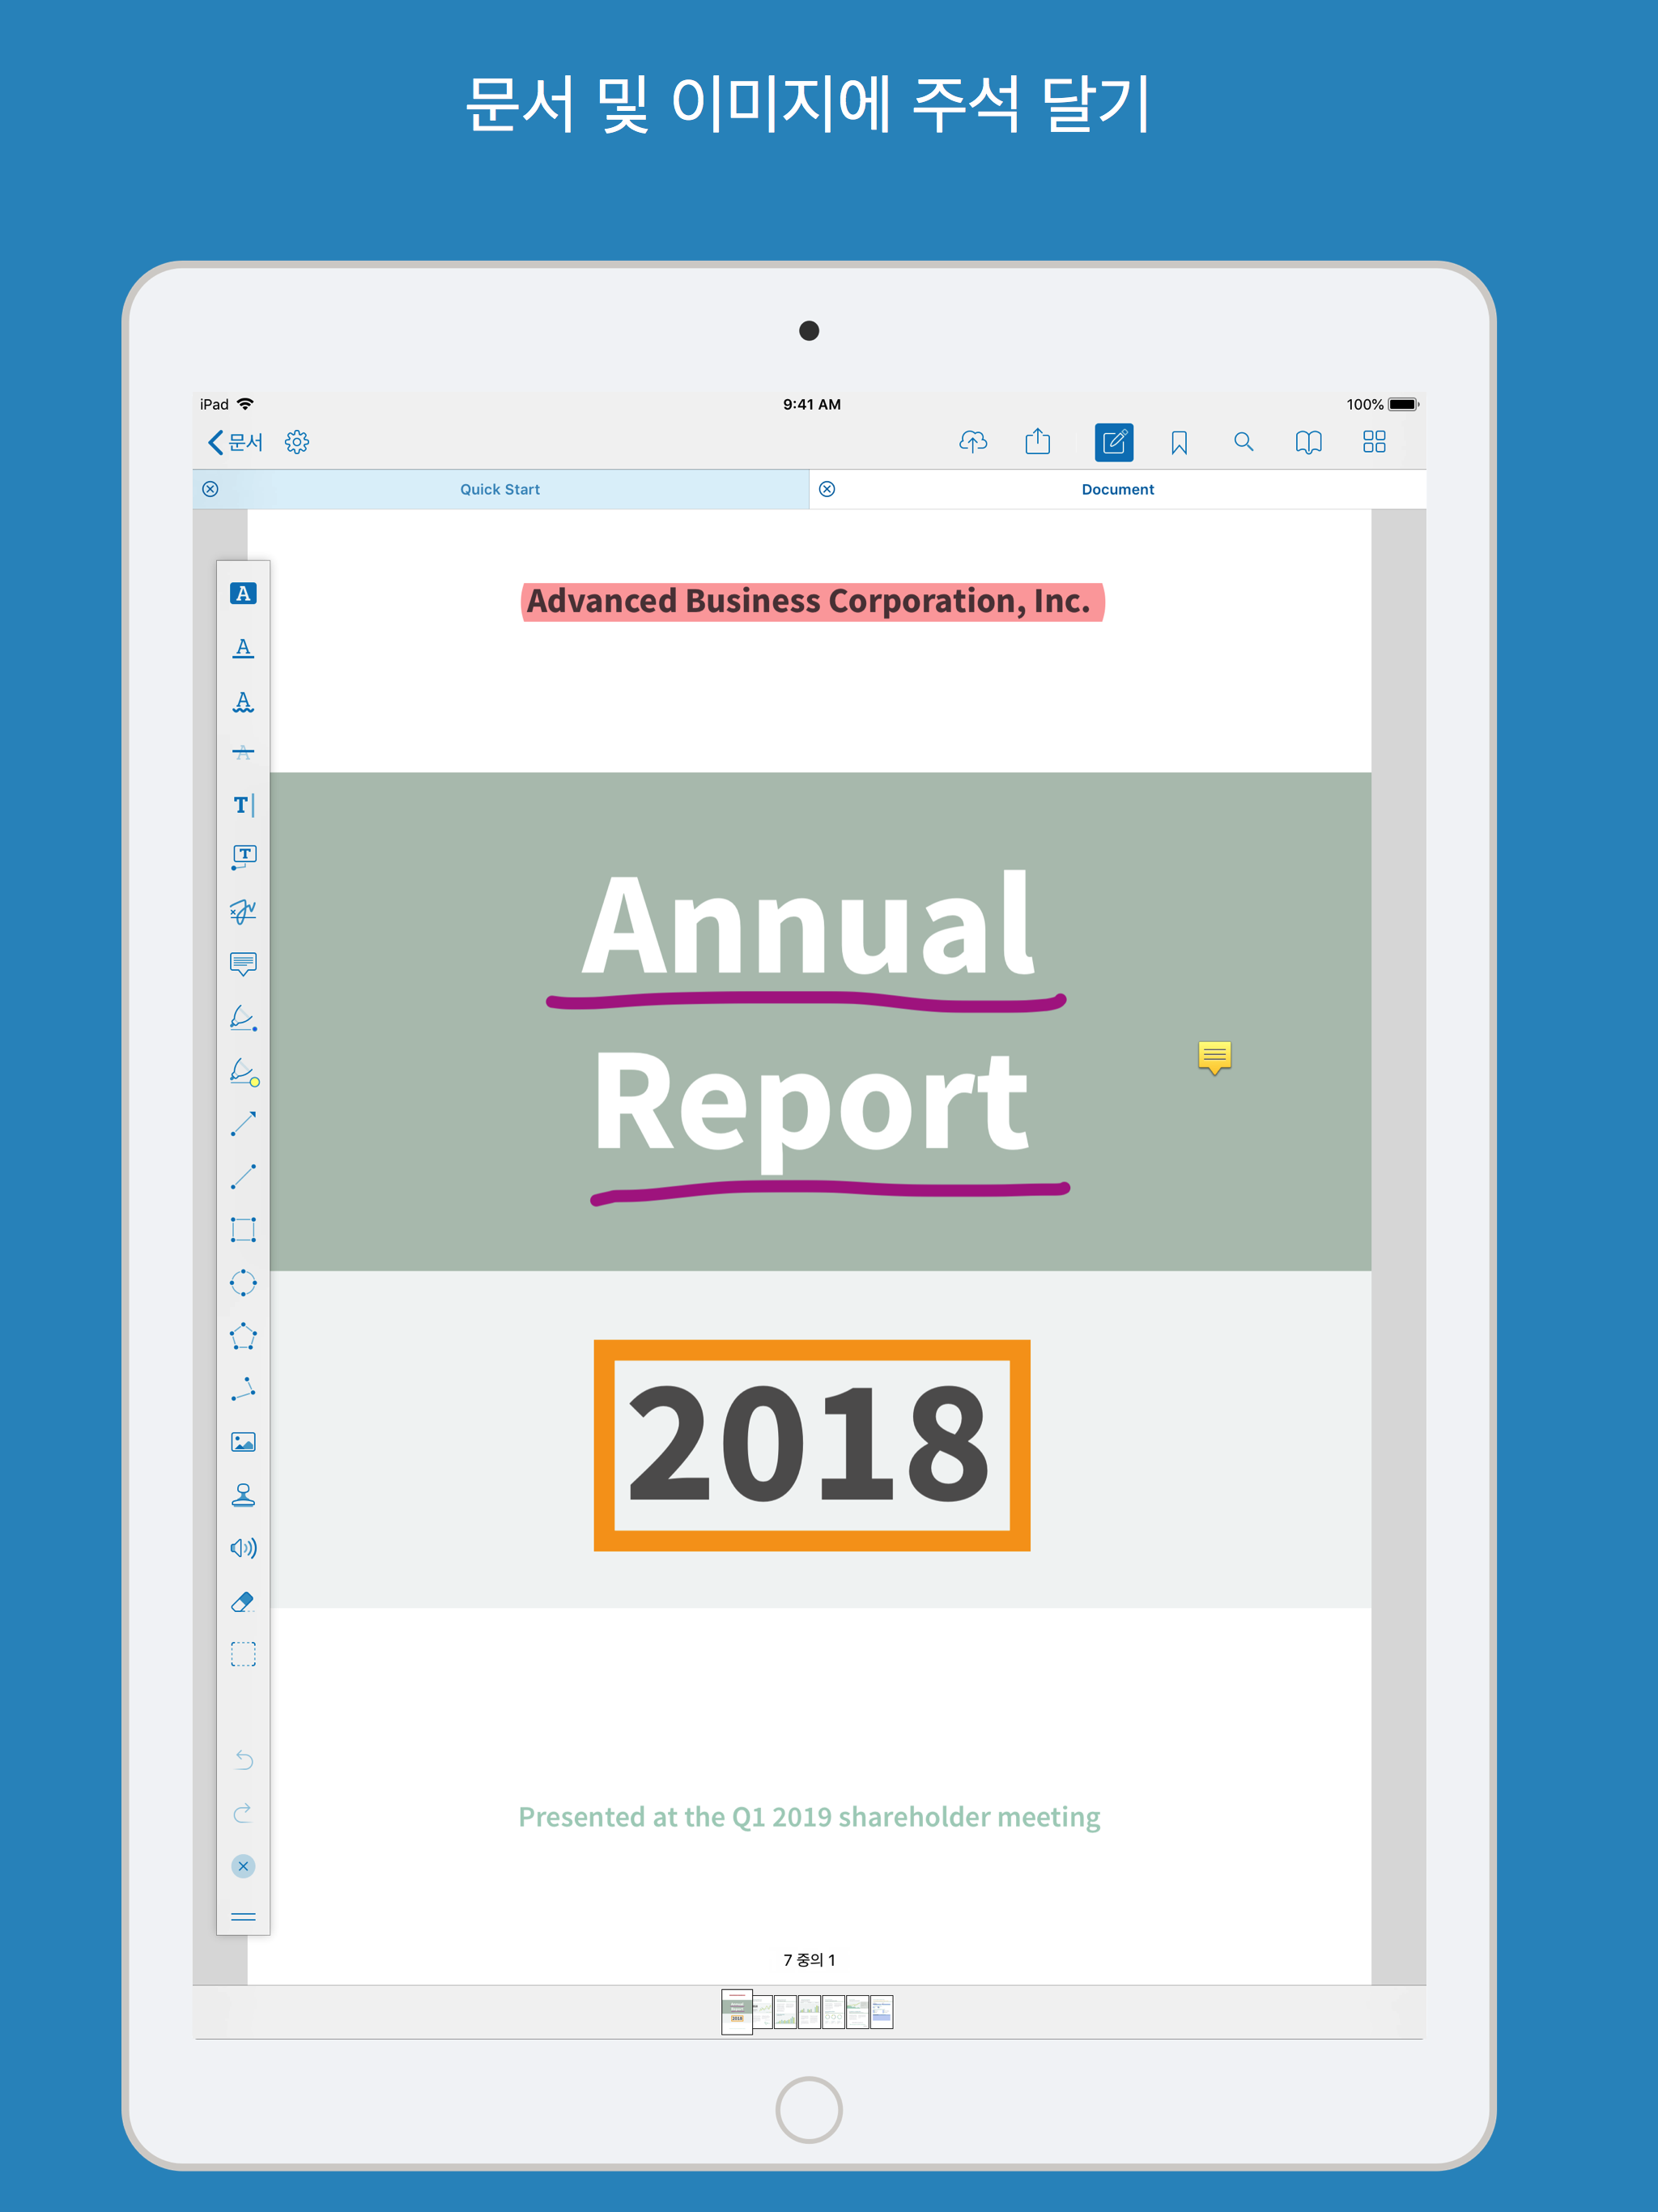 문서 및 이미지에 주석 달기
iPad 9:41 AM 100%
문서
Quick Start Document
Advanced Business Corporation, Inc.
Annual
Report
2018
Presented at the Q1 2019 shareholder meeting
7 중의 1